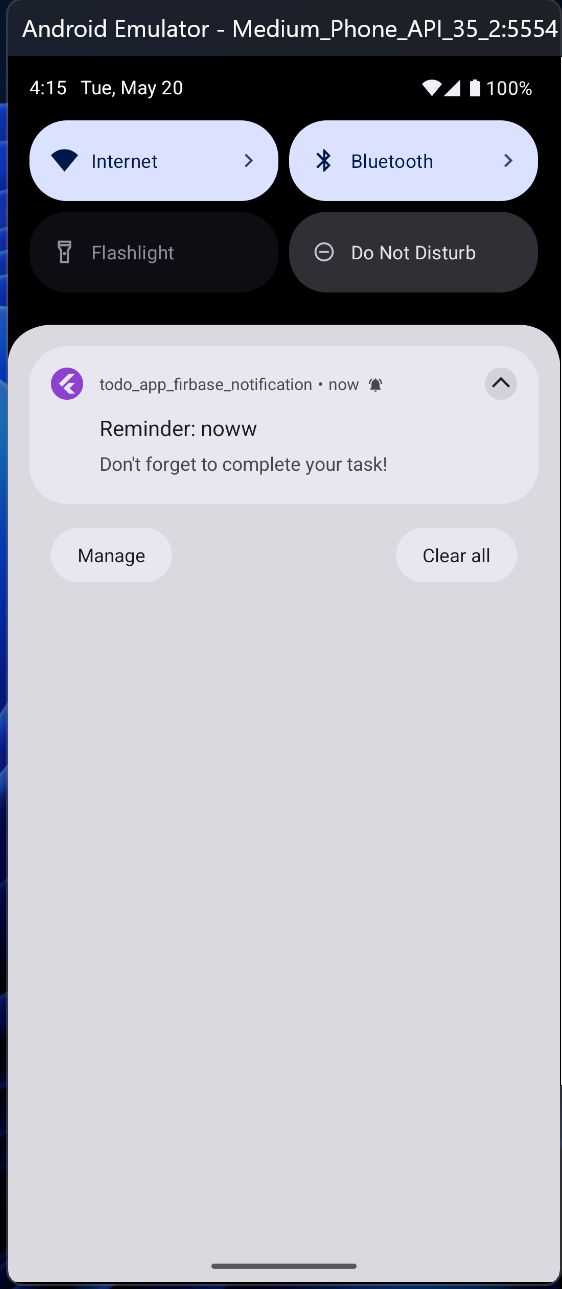 Android Emulator - Medium_Phone_API_35_2:5554
4:15 Tue, May 20 100%
Internet
Bluetooth
Flashlight
Do Not Disturb
todo_app_firbase_notification • now
Reminder: noww
Don't forget to complete your task!
Manage
Clear all